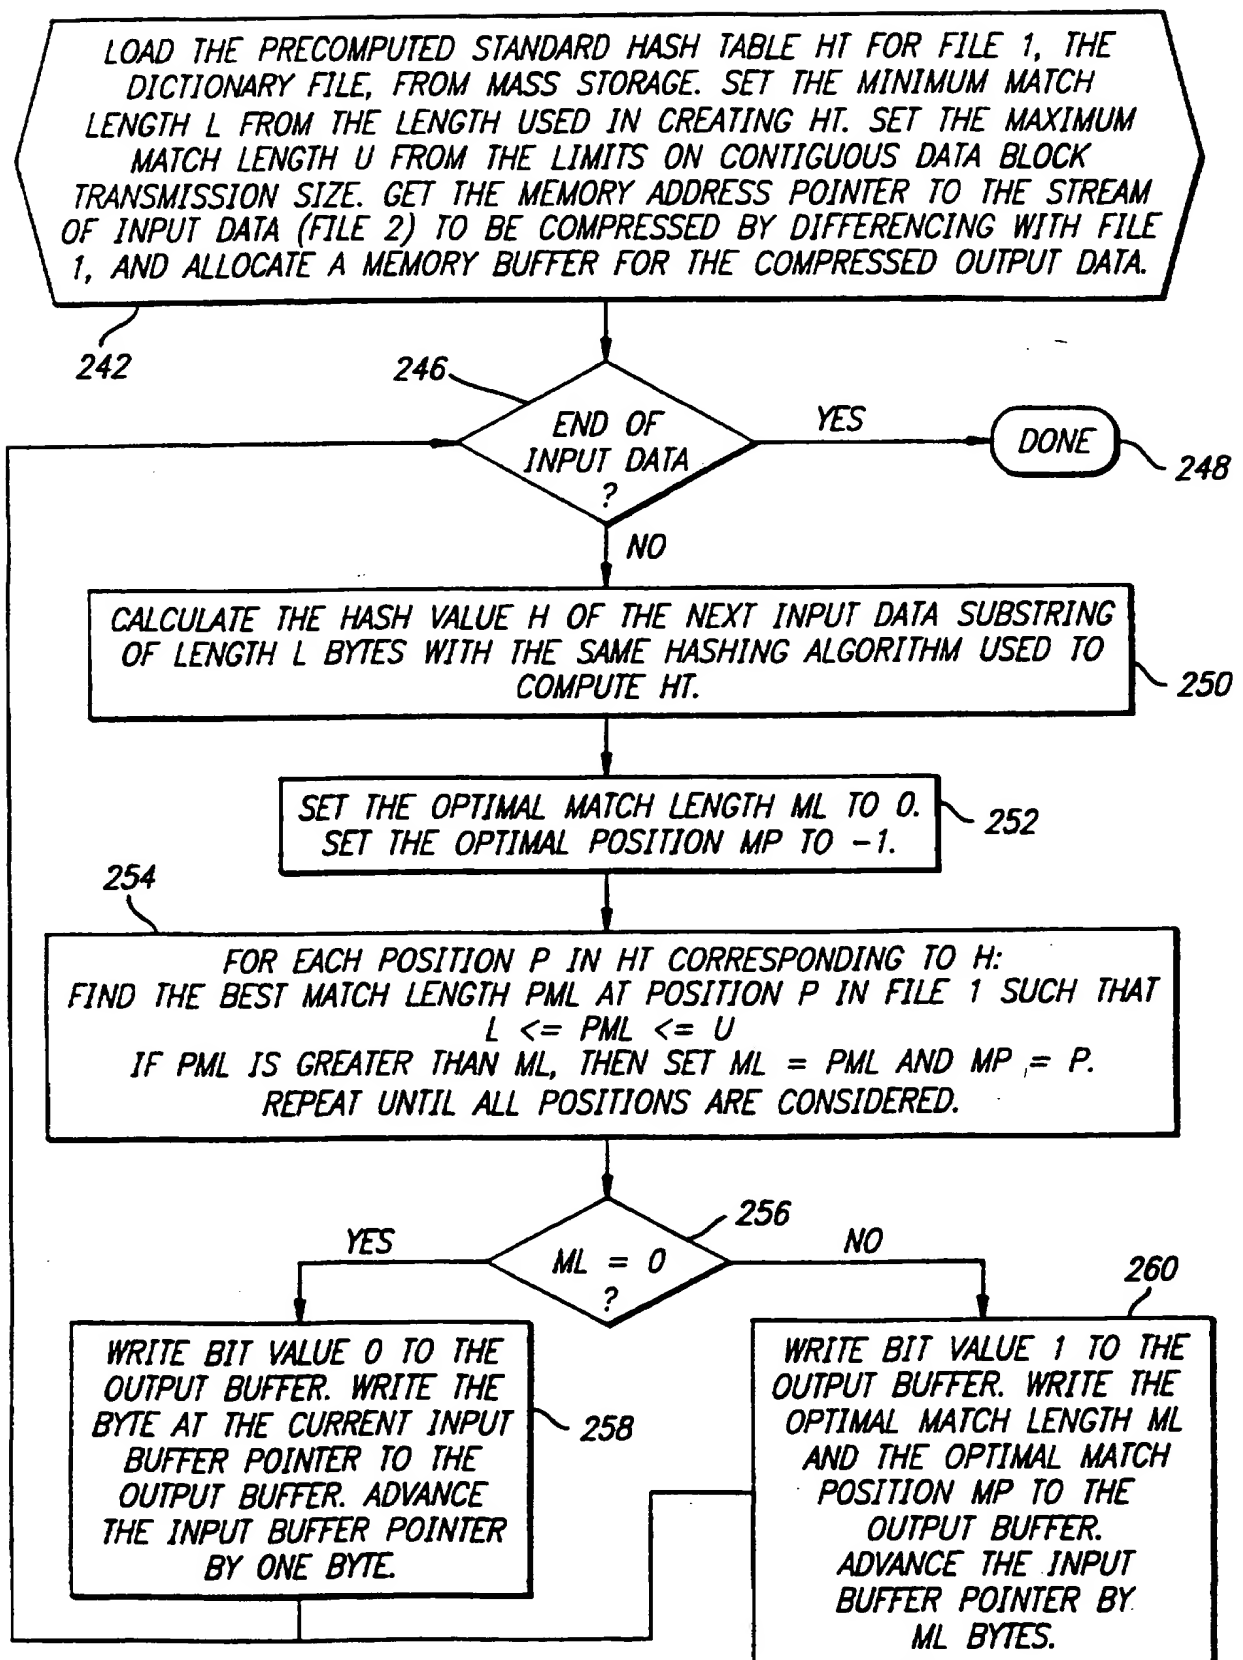 LOAD THE PRECOMPUTED STANDARD HASH TABLE HT FOR FILE 1, THE
DICTIONARY FILE, FROM MASS STORAGE. SET THE MINIMUM MATCH
LENGTH L FROM THE LENGTH USED IN CREATING HT. SET THE MAXIMUM
MATCH LENGTH U FROM THE LIMITS ON CONTIGUOUS DATA BLOCK
TRANSMISSION SIZE. GET THE MEMORY ADDRESS POINTER TO THE STREAM
OF INPUT DATA (FILE 2) TO BE COMPRESSED BY DIFFERENCING WITH FILE
1, AND ALLOCATE A MEMORY BUFFER FOR THE COMPRESSED OUTPUT DATA.
242
246
END OF
INPUT DATA
?
YES
DONE
248
NO
CALCULATE THE HASH VALUE H OF THE NEXT INPUT DATA SUBSTRING
OF LENGTH L BYTES WITH THE SAME HASHING ALGORITHM USED TO
COMPUTE HT.
250
SET THE OPTIMAL MATCH LENGTH ML TO 0.
SET THE OPTIMAL POSITION MP TO -1.
252
254
FOR EACH POSITION P IN HT CORRESPONDING TO H:
FIND THE BEST MATCH LENGTH PML AT POSITION P IN FILE 1 SUCH THAT
L <= PML <= U
IF PML IS GREATER THAN ML, THEN SET ML = PML AND MP = P.
REPEAT UNTIL ALL POSITIONS ARE CONSIDERED.
256
YES
ML = 0
?
NO
260
WRITE BIT VALUE 0 TO THE
OUTPUT BUFFER. WRITE THE
BYTE AT THE CURRENT INPUT
BUFFER POINTER TO THE
OUTPUT BUFFER. ADVANCE
THE INPUT BUFFER POINTER
BY ONE BYTE.
258
WRITE BIT VALUE 1 TO THE
OUTPUT BUFFER. WRITE THE
OPTIMAL MATCH LENGTH ML
AND THE OPTIMAL MATCH
POSITION MP TO THE
OUTPUT BUFFER.
ADVANCE THE INPUT
BUFFER POINTER BY
ML BYTES.